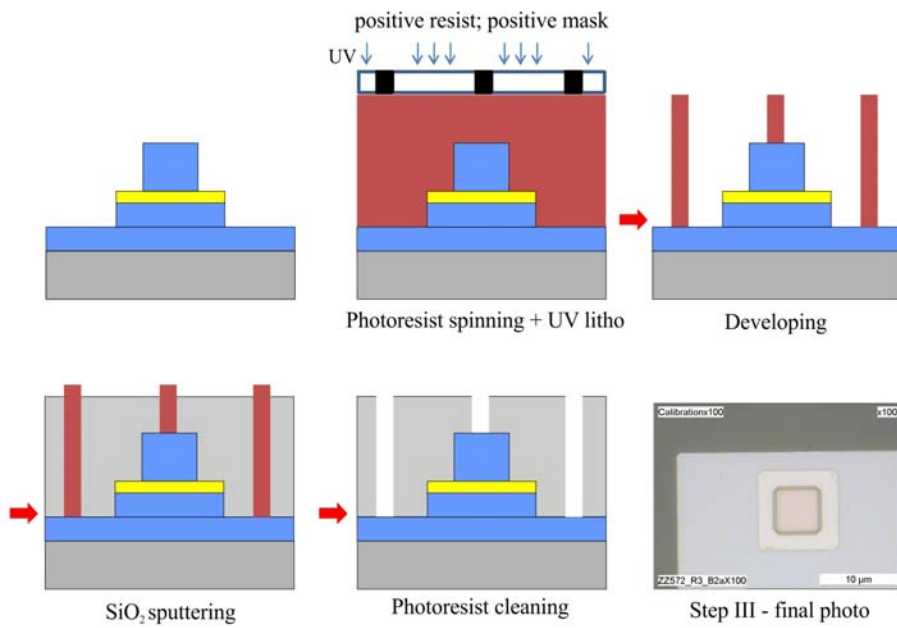 positive resist; positive mask
UV
Photoresist spinning + UV litho
Developing
SiO₂ sputtering
Photoresist cleaning
Calibrationx100
x100
ZZ572_R3_B2aX100
10 µm
Step III - final photo